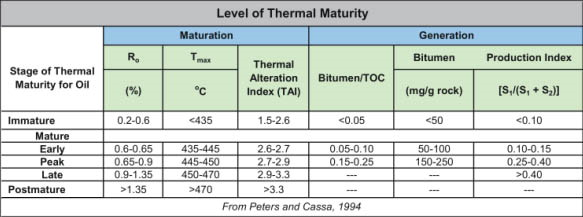 Level of Thermal Maturity
Stage of Thermal Maturity for Oil
Maturation
Generation
Ro (%)
Tmax °C
Thermal Alteration Index (TAI)
Bitumen/TOC
Bitumen (mg/g rock)
Production Index [S1/(S1 + S2)]
Immature 0.2-0.6 <435 1.5-2.6 <0.05 <50 <0.10
Mature
Early 0.6-0.65 435-445 2.6-2.7 0.05-0.10 50-100 0.10-0.15
Peak 0.65-0.9 445-450 2.7-2.9 0.15-0.25 150-250 0.25-0.40
Late 0.9-1.35 450-470 2.9-3.3 --- --- >0.40
Postmature >1.35 >470 >3.3 --- --- ---
From Peters and Cassa, 1994